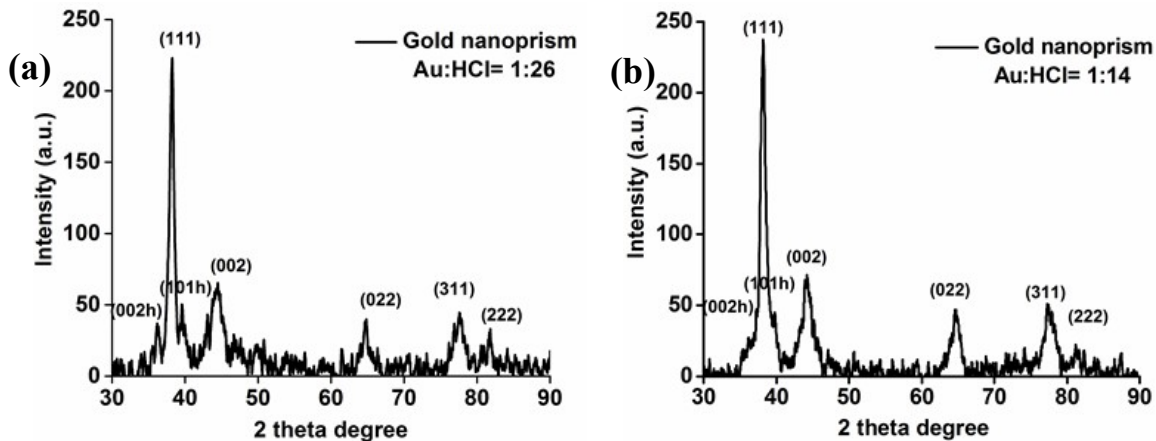 (a)
250
200
150
100
50
0
Intensity (a.u.)
(111)
Gold nanoprism
Au:HCl= 1:26
(002h)
(101h)
(002)
(022)
(311)
(222)
30 40 50 60 70 80 90
2 theta degree
(b)
250
200
150
100
50
0
Intensity (a.u.)
(111)
Gold nanoprism
Au:HCl= 1:14
(002h)
(101h)
(002)
(022)
(311)
(222)
30 40 50 60 70 80 90
2 theta degree